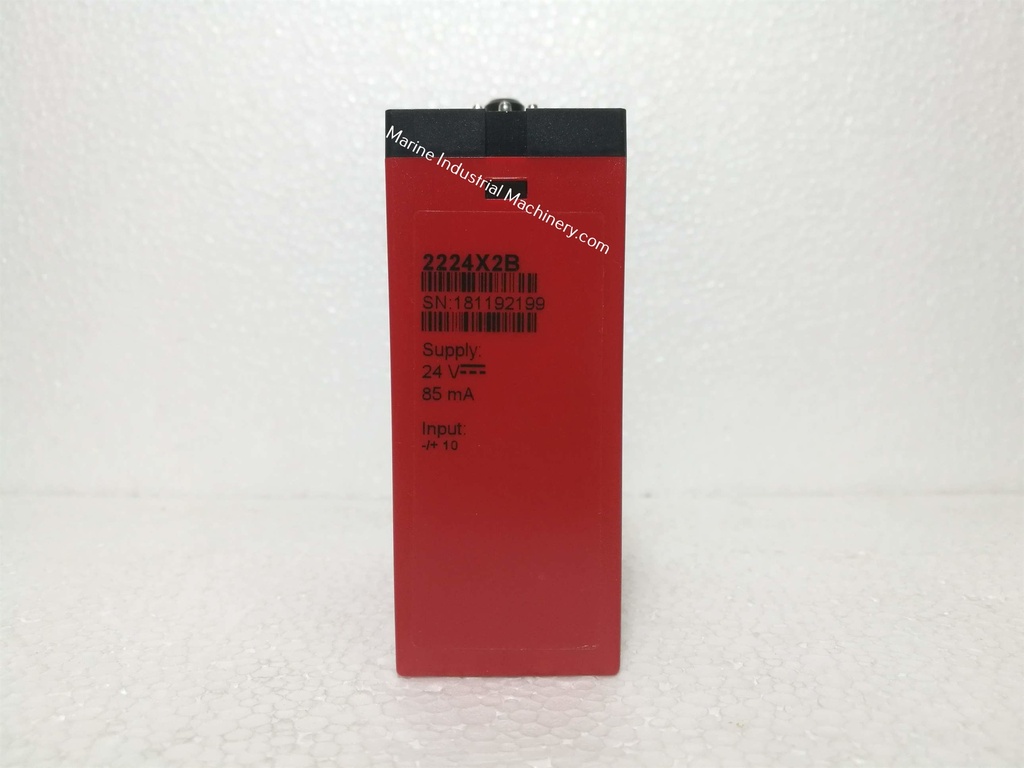 Marine Industrial Machinery.com
2224X2B
SN:181192199
Supply:
24 V
85 mA
Input:
-/+ 10